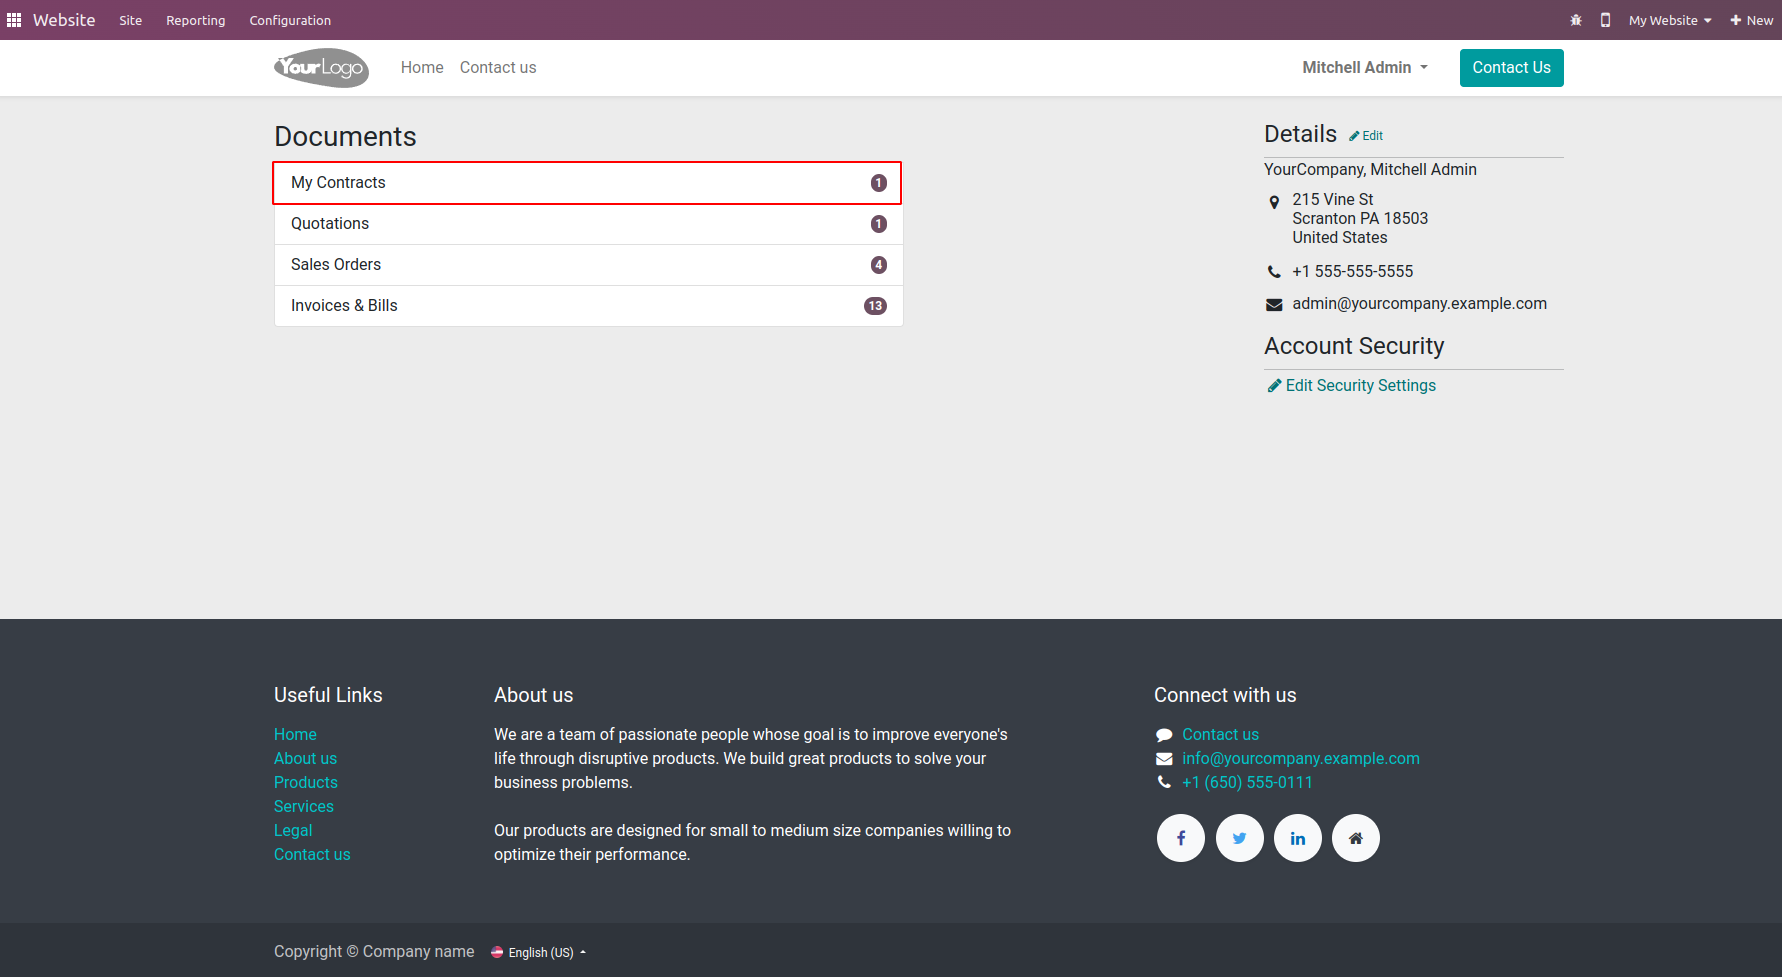 Website Site Reporting Configuration My Website New
YourLogo Home Contact us Mitchell Admin Contact Us
Documents
My Contracts 1
Quotations 1
Sales Orders 4
Invoices & Bills 13
Details Edit
YourCompany, Mitchell Admin
215 Vine St
Scranton PA 18503
United States
+1 555-555-5555
admin@yourcompany.example.com
Account Security
Edit Security Settings
Useful Links
Home
About us
Products
Services
Legal
Contact us
About us
We are a team of passionate people whose goal is to improve everyone's
life through disruptive products. We build great products to solve your
business problems.
Our products are designed for small to medium size companies willing to
optimize their performance.
Connect with us
Contact us
info@yourcompany.example.com
+1 (650) 555-0111
Copyright © Company name English (US)